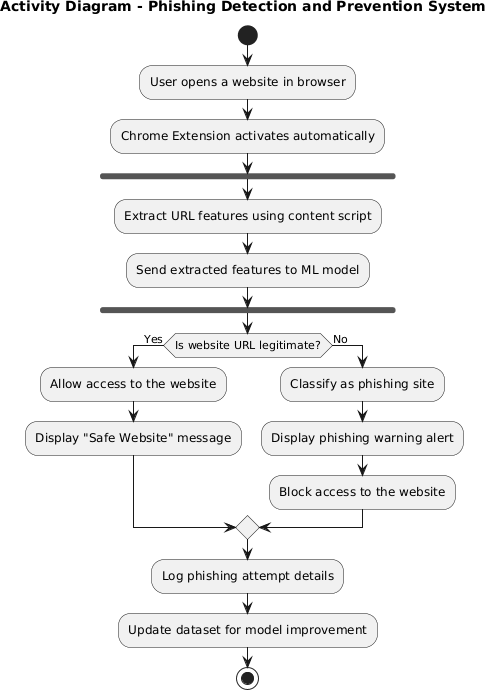 Activity Diagram - Phishing Detection and Prevention System
User opens a website in browser
Chrome Extension activates automatically
Extract URL features using content script
Send extracted features to ML model
Is website URL legitimate?
Yes
No
Allow access to the website
Display "Safe Website" message
Classify as phishing site
Display phishing warning alert
Block access to the website
Log phishing attempt details
Update dataset for model improvement